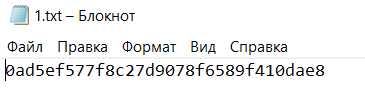 1.txt – Блокнот
Файл Правка Формат Вид Справка
0ad5ef577f8c27d9078f6589f410dae8